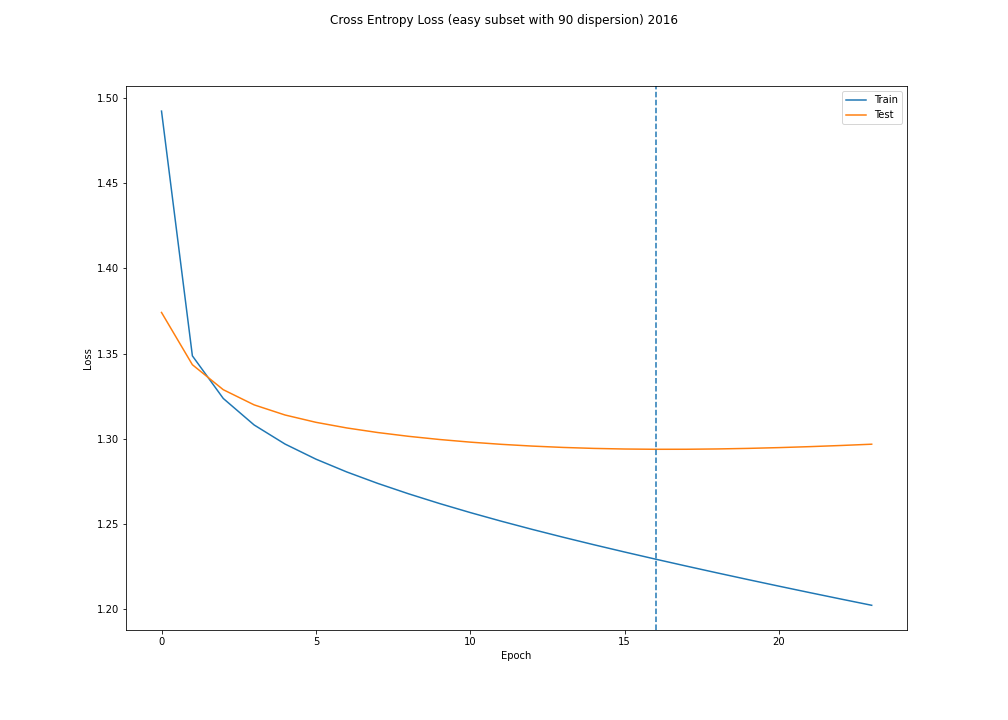 Cross Entropy Loss (easy subset with 90 dispersion) 2016
Train
Test
1.50
1.45
1.40
1.35
1.30
1.25
1.20
Loss
0 5 10 15 20
Epoch